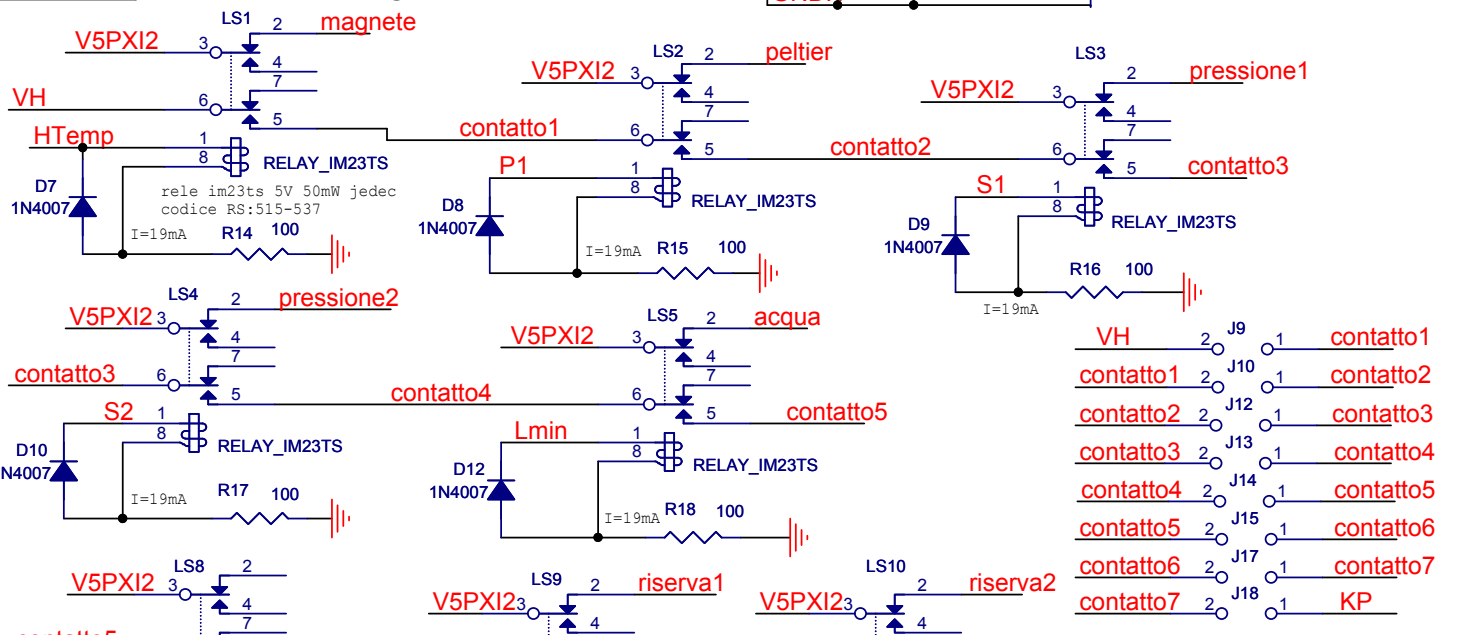 LS1
2 magnete
V5PXI2 3
4
7
VH 6
5
HTemp 1
8
RELAY_IM23TS
D7
1N4007
rele im23ts 5V 50mW jedec
codice RS:515-537
I=19mA R14 100
LS2
2 peltier
V5PXI2 3
4
7
contatto1 6
5
P1 1
8
RELAY_IM23TS
D8
1N4007
I=19mA R15 100
LS3
2 pressione1
V5PXI2 3
4
7
contatto2 6
5 contatto3
S1 1
8
RELAY_IM23TS
D9
1N4007
R16 100
I=19mA
LS4
2 pressione2
V5PXI2 3
4
7
contatto3 6
5
S2 1
8
RELAY_IM23TS
D10
N4007
I=19mA R17 100
LS5
2 acqua
V5PXI2 3
4
7
contatto4 6
5 contatto5
Lmin 1
8
RELAY_IM23TS
D12
1N4007
I=19mA R18 100
VH 2 J9 1 contatto1
contatto1 2 J10 1 contatto2
contatto2 2 J12 1 contatto3
contatto3 2 J13 1 contatto4
contatto4 2 J14 1 contatto5
contatto5 2 J15 1 contatto6
contatto6 2 J17 1 contatto7
contatto7 2 J18 1 KP
LS8
2
V5PXI2 3
4
7
LS9
2 riserva1
V5PXI2 3
4
LS10
2 riserva2
V5PXI2 3
4